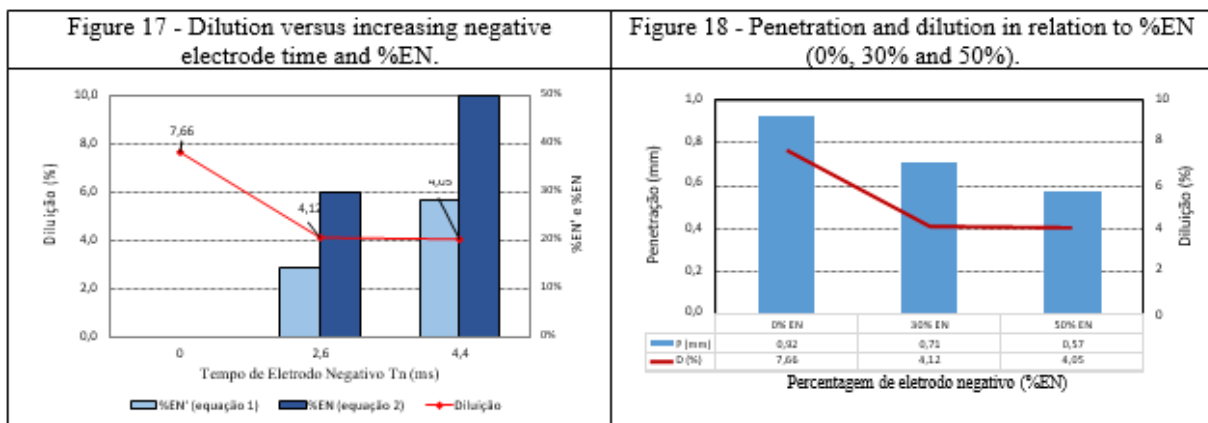 Figure 17 - Dilution versus increasing negative
electrode time and %EN.
Figure 18 - Penetration and dilution in relation to %EN
(0%, 30% and 50%).
10,0
8,0
6,0
4,0
2,0
0,0
Diluição (%)
7,66
4,12
4,05
50%
40%
30%
20%
10%
0%
%EN' e %EN
0
2,6
4,4
Tempo de Eletrodo Negativo Tn (ms)
%EN' (equação 1)
%EN (equação 2)
Diluição
1,0
0,8
0,6
0,4
0,2
0,0
Penetração (mm)
10
8
6
4
2
0
Diluição (%)
0% EN 30% EN 50% EN
P (mm) 0,92 0,71 0,57
D (%) 7,66 4,12 4,05
Percentagem de eletrodo negativo (%EN)